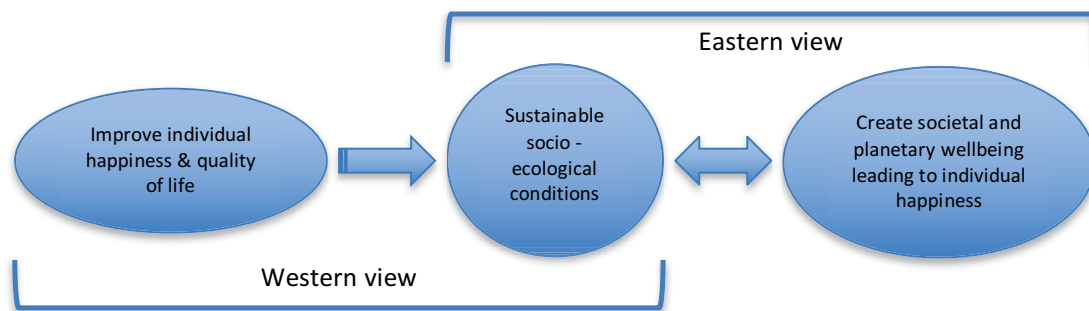 Eastern view
Improve individual
happiness & quality
of life
Sustainable
socio -
ecological
conditions
Create societal and
planetary wellbeing
leading to individual
happiness
Western view